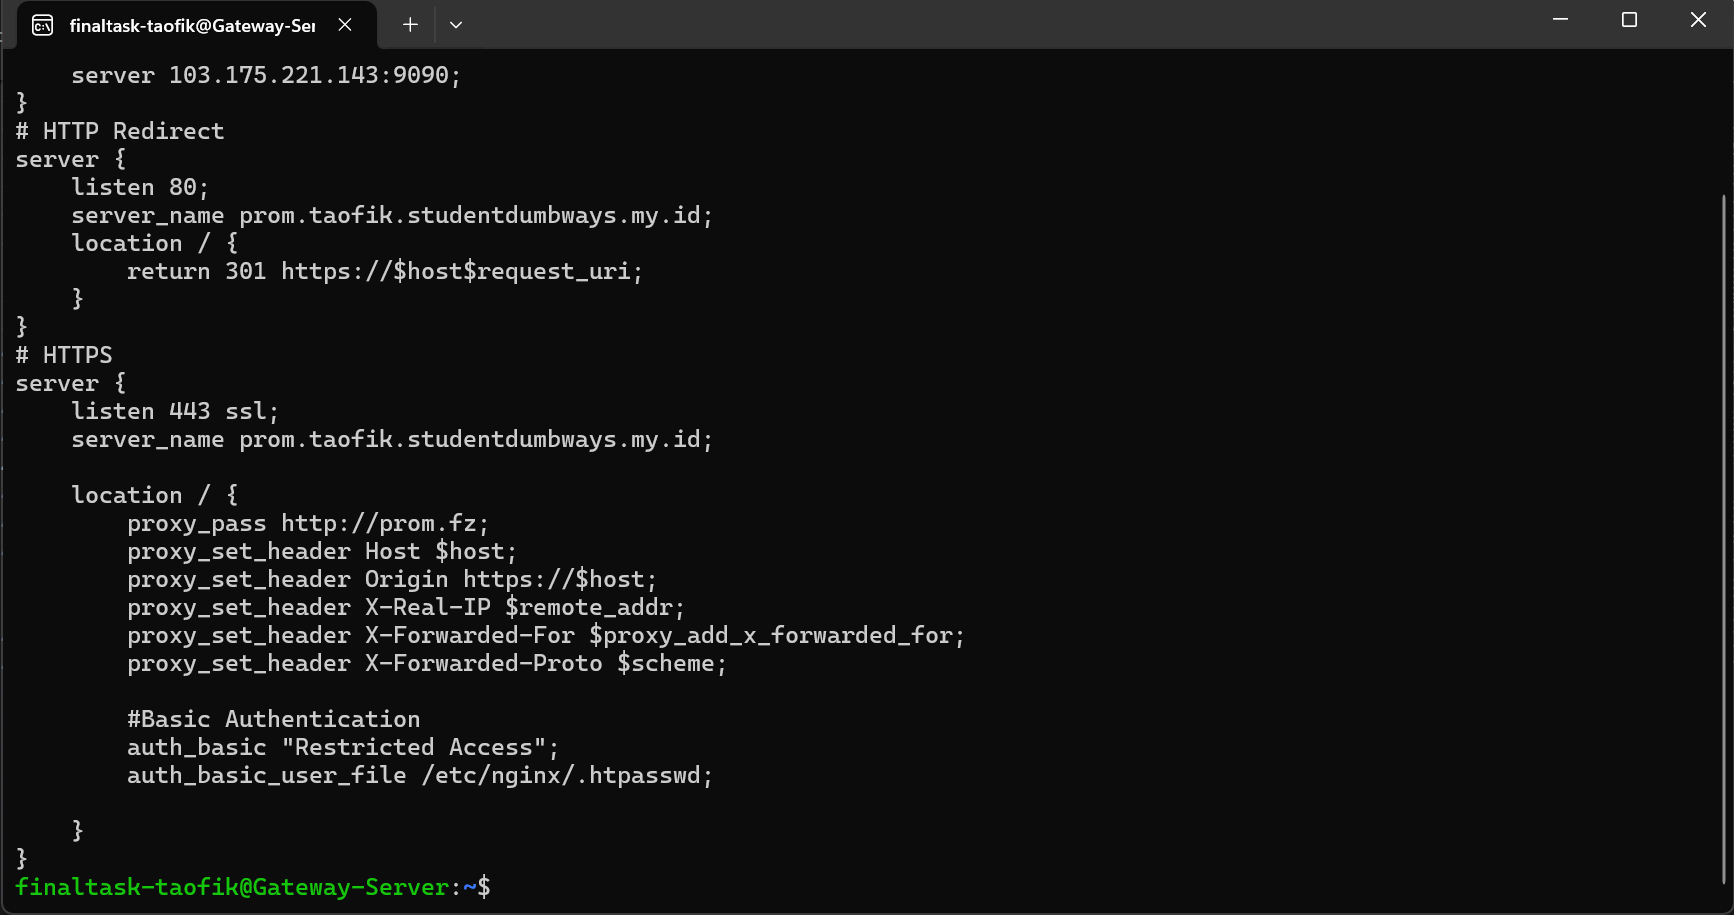 finaltask-taofik@Gateway-Ser
server 103.175.221.143:9090;
}
# HTTP Redirect
server {
    listen 80;
    server_name prom.taofik.studentdumbways.my.id;
    location / {
        return 301 https://$host$request_uri;
    }
}
# HTTPS
server {
    listen 443 ssl;
    server_name prom.taofik.studentdumbways.my.id;

    location / {
        proxy_pass http://prom.fz;
        proxy_set_header Host $host;
        proxy_set_header Origin https://$host;
        proxy_set_header X-Real-IP $remote_addr;
        proxy_set_header X-Forwarded-For $proxy_add_x_forwarded_for;
        proxy_set_header X-Forwarded-Proto $scheme;

        #Basic Authentication
        auth_basic "Restricted Access";
        auth_basic_user_file /etc/nginx/.htpasswd;

    }
}
finaltask-taofik@Gateway-Server:~$